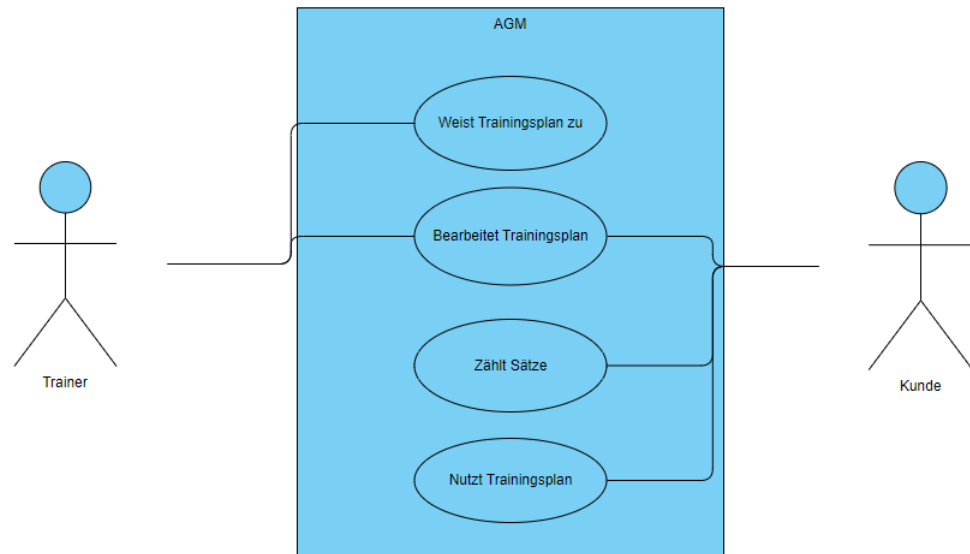 AGM
Weist Trainingsplan zu
Bearbeitet Trainingsplan
Zählt Sätze
Nutzt Trainingsplan
Trainer
Kunde